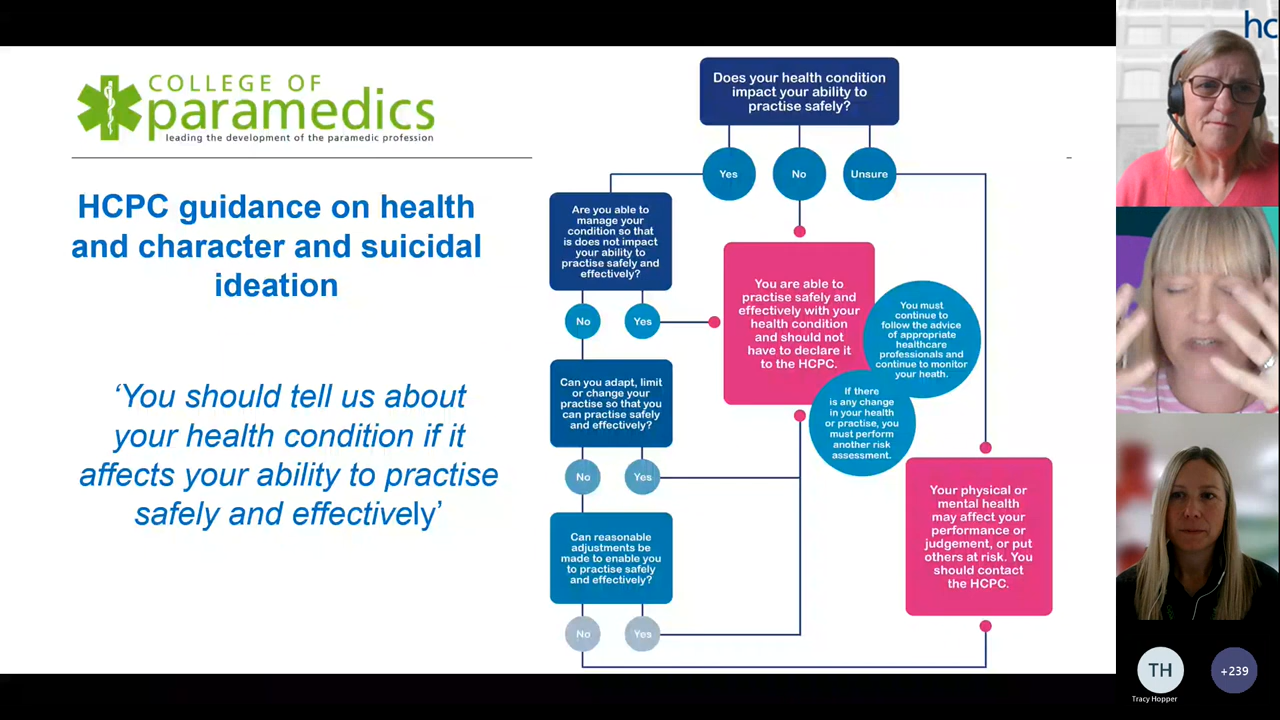 COLLEGE OF
paramedics
leading the development of the paramedic profession
HCPC guidance on health
and character and suicidal
ideation
‘You should tell us about
your health condition if it
affects your ability to practise
safely and effectively’
Does your health condition
impact your ability to
practise safely?
Yes
No
Unsure
Are you able to
manage your
condition so that
is does not impact
your ability to
practise safely and
effectively?
No
Yes
You are able to
practise safely and
effectively with your
health condition
and should not
have to declare it
to the HCPC.
You must
continue to
follow the advice
of appropriate
healthcare
professionals and
continue to monitor
your heath.
If there
is any change
in your health
or practise, you
must perform
another risk
assessment.
Can you adapt, limit
or change your
practise so that you
can practise safely
and effectively?
No
Yes
Can reasonable
adjustments be
made to enable you
to practise safely
and effectively?
No
Yes
Your physical or
mental health
may affect your
performance or
judgement, or put
others at risk. You
should contact
the HCPC.
hc
TH
Tracy Hopper
+239